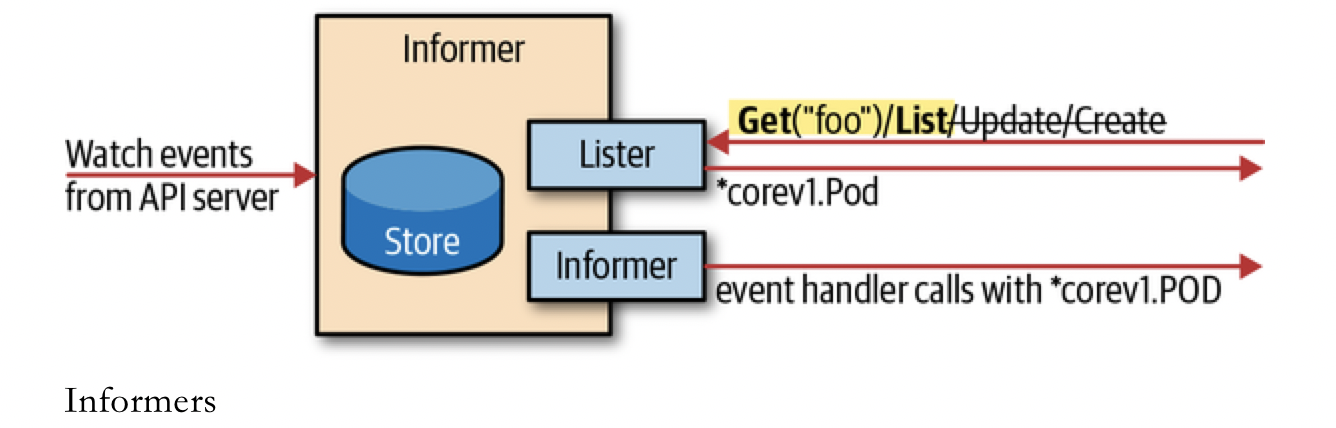 Informer
Get("foo")/List/Update/Create
Watch events
from API server
Lister
*corev1.Pod
Store
Informer
event handler calls with *corev1.POD
Informers